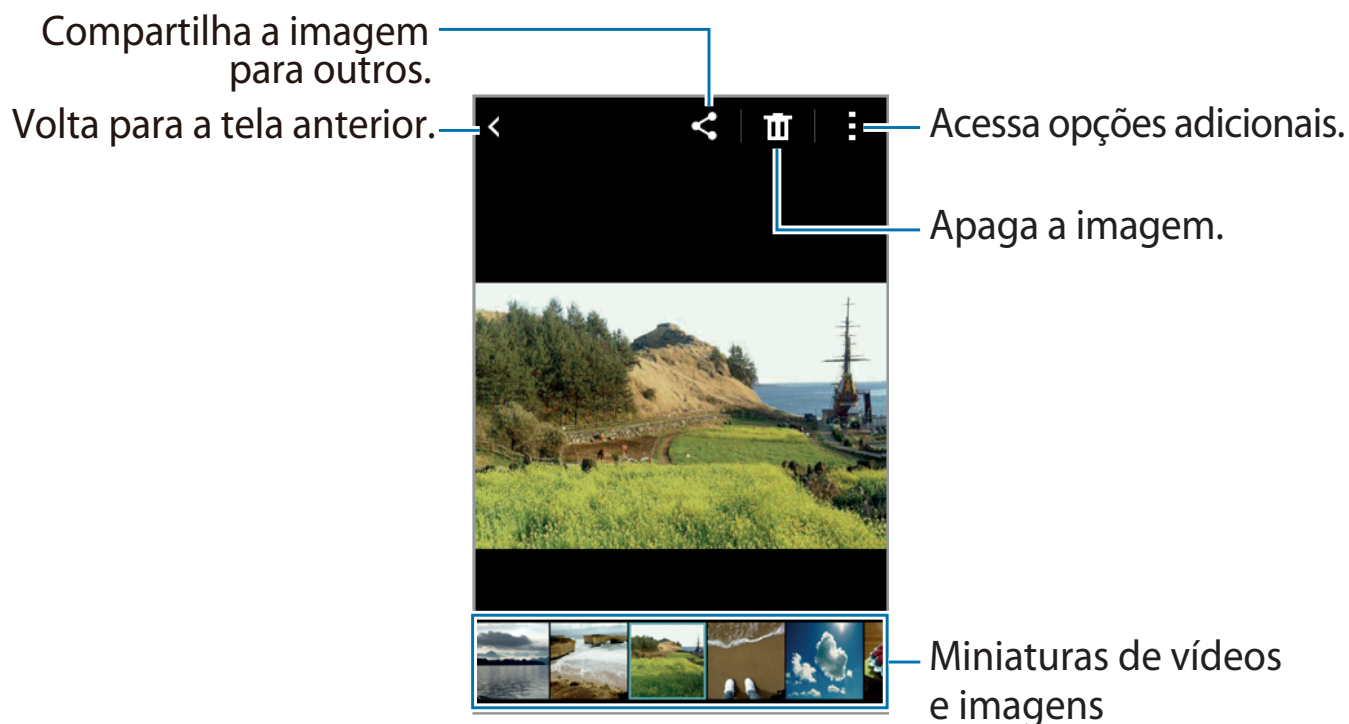 Compartilha a imagem
para outros.
Volta para a tela anterior.
Acessa opções adicionais.
Apaga a imagem.
Miniaturas de vídeos
e imagens